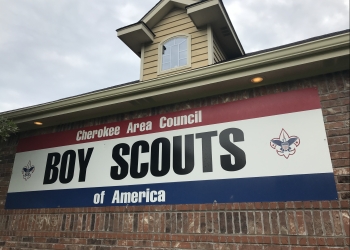 Cherokee Area Council
BOY SCOUTS
of America